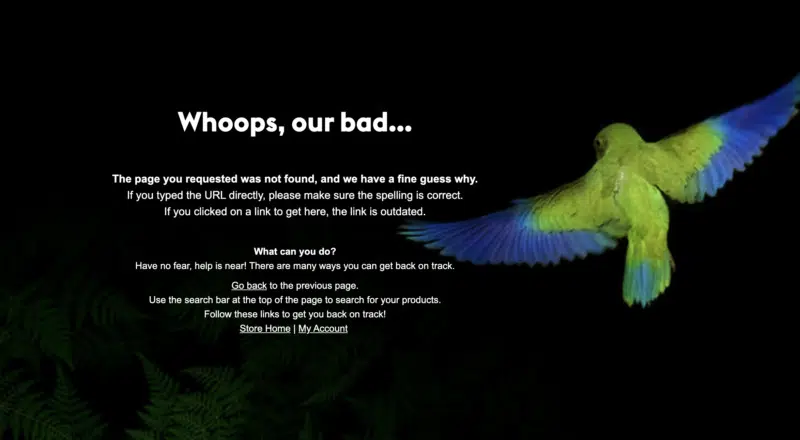 Whoops, our bad...
The page you requested was not found, and we have a fine guess why.
If you typed the URL directly, please make sure the spelling is correct.
If you clicked on a link to get here, the link is outdated.
What can you do?
Have no fear, help is near! There are many ways you can get back on track.
Go back to the previous page.
Use the search bar at the top of the page to search for your products.
Follow these links to get you back on track!
Store Home | My Account